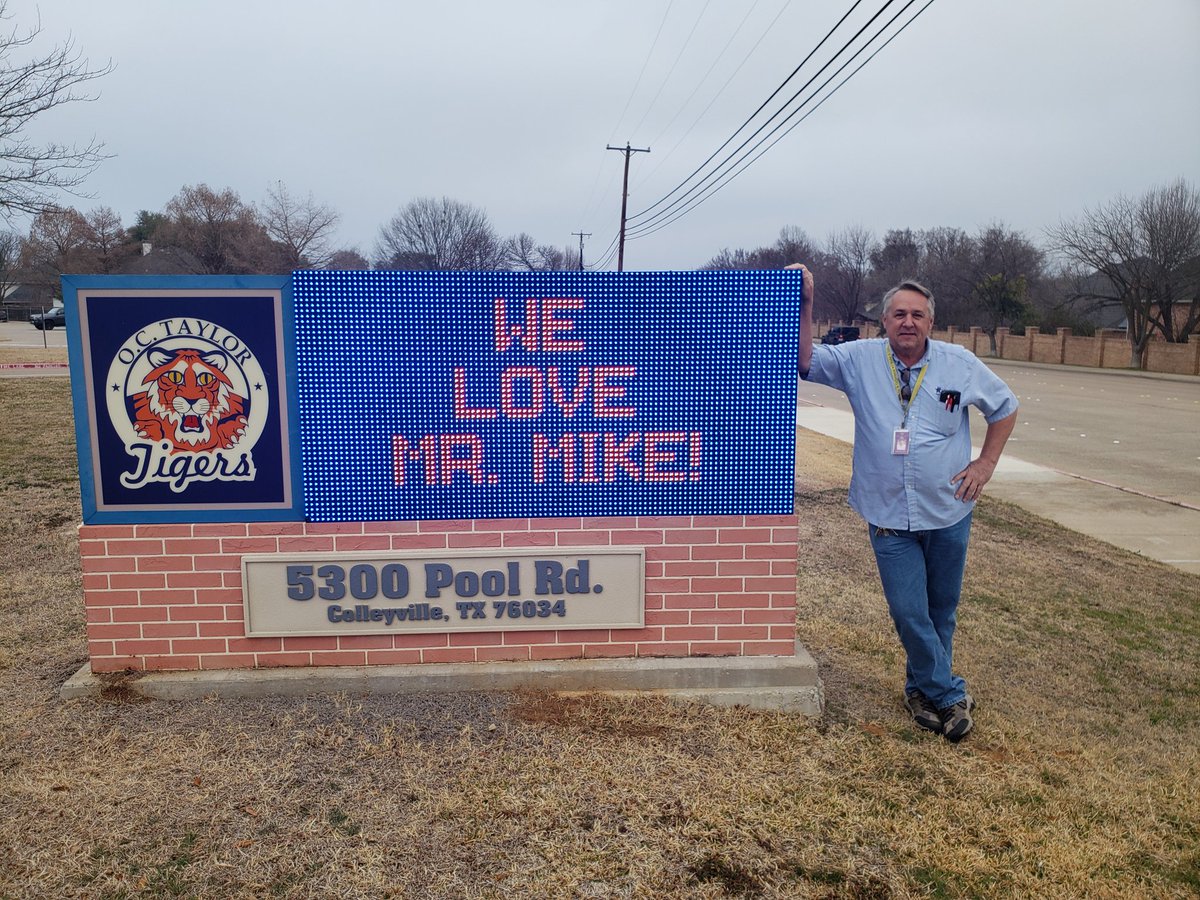 O.C. TAYLOR
Tigers
WE
LOVE
MR. MIKE!
5300 Pool Rd.
Colleyville, TX 76034